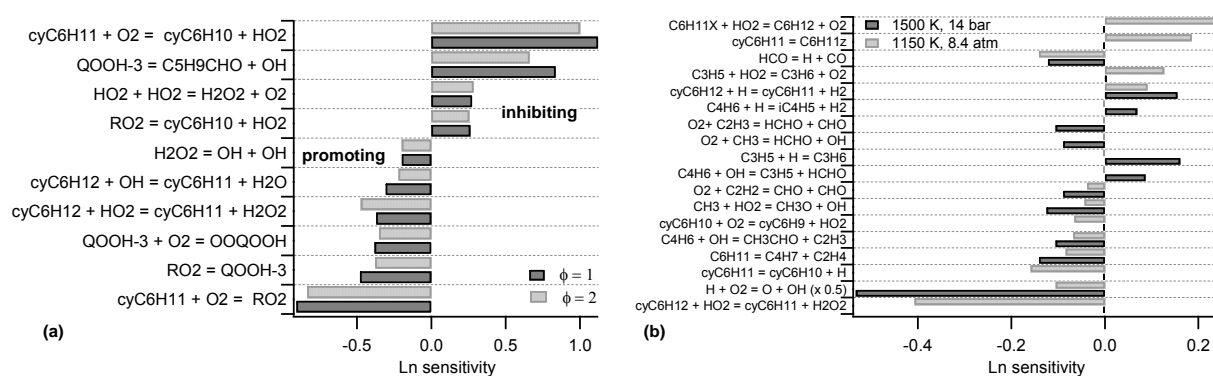 cyC6H11 + O2 = cyC6H10 + HO2
QOOH-3 = C5H9CHO + OH
HO2 + HO2 = H2O2 + O2
inhibiting
RO2 = cyC6H10 + HO2
H2O2 = OH + OH
promoting
cyC6H12 + OH = cyC6H11 + H2O
cyC6H12 + HO2 = cyC6H11 + H2O2
QOOH-3 + O2 = OOQOOH
RO2 = QOOH-3
ϕ = 1
cyC6H11 + O2 = RO2
ϕ = 2
(a)
-0.5 0.0 0.5 1.0
Ln sensitivity
C6H11X + HO2 = C6H12 + O2
1500 K, 14 bar
cyC6H11 = C6H11z
1150 K, 8.4 atm
HCO = H + CO
C3H5 + HO2 = C3H6 + O2
cyC6H12 + H = cyC6H11 + H2
C4H6 + H = iC4H5 + H2
O2+ C2H3 = HCHO + CHO
O2 + CH3 = HCHO + OH
C3H5 + H = C3H6
C4H6 + OH = C3H5 + HCHO
O2 + C2H2 = CHO + CHO
CH3 + HO2 = CH3O + OH
cyC6H10 + O2 = cyC6H9 + HO2
C4H6 + OH = CH3CHO + C2H3
C6H11 = C4H7 + C2H4
cyC6H11 = cyC6H10 + H
H + O2 = O + OH (x 0.5)
cyC6H12 + HO2 = cyC6H11 + H2O2
(b)
-0.4 -0.2 0.0 0.2
Ln sensitivity